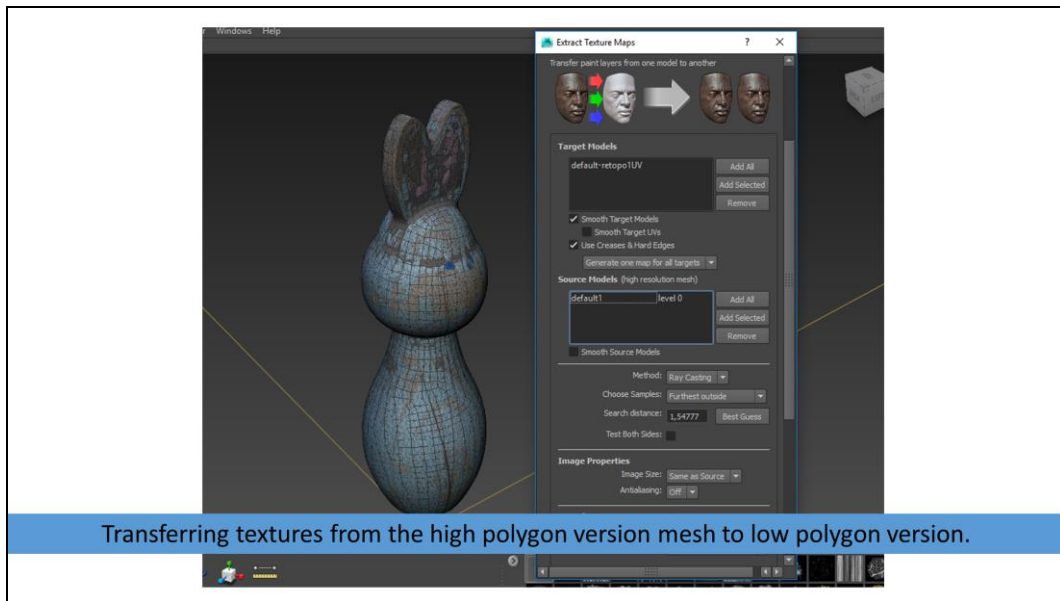 Windows Help
Extract Texture Maps ? ×
Transfer paint layers from one model to another
Target Models
default-retopo1UV
Add All
Add Selected
Remove
Smooth Target Models
Smooth Target UVs
Use Creases & Hard Edges
Generate one map for all targets
Source Models (high resolution mesh)
default1 level 0
Add All
Add Selected
Remove
Smooth Source Models
Method: Ray Casting
Choose Samples: Furthest outside
Search distance: 1,54777 Best Guess
Test Both Sides:
Image Properties
Image Size: Same as Source
Antialiasing: Off
Transferring textures from the high polygon version mesh to low polygon version.